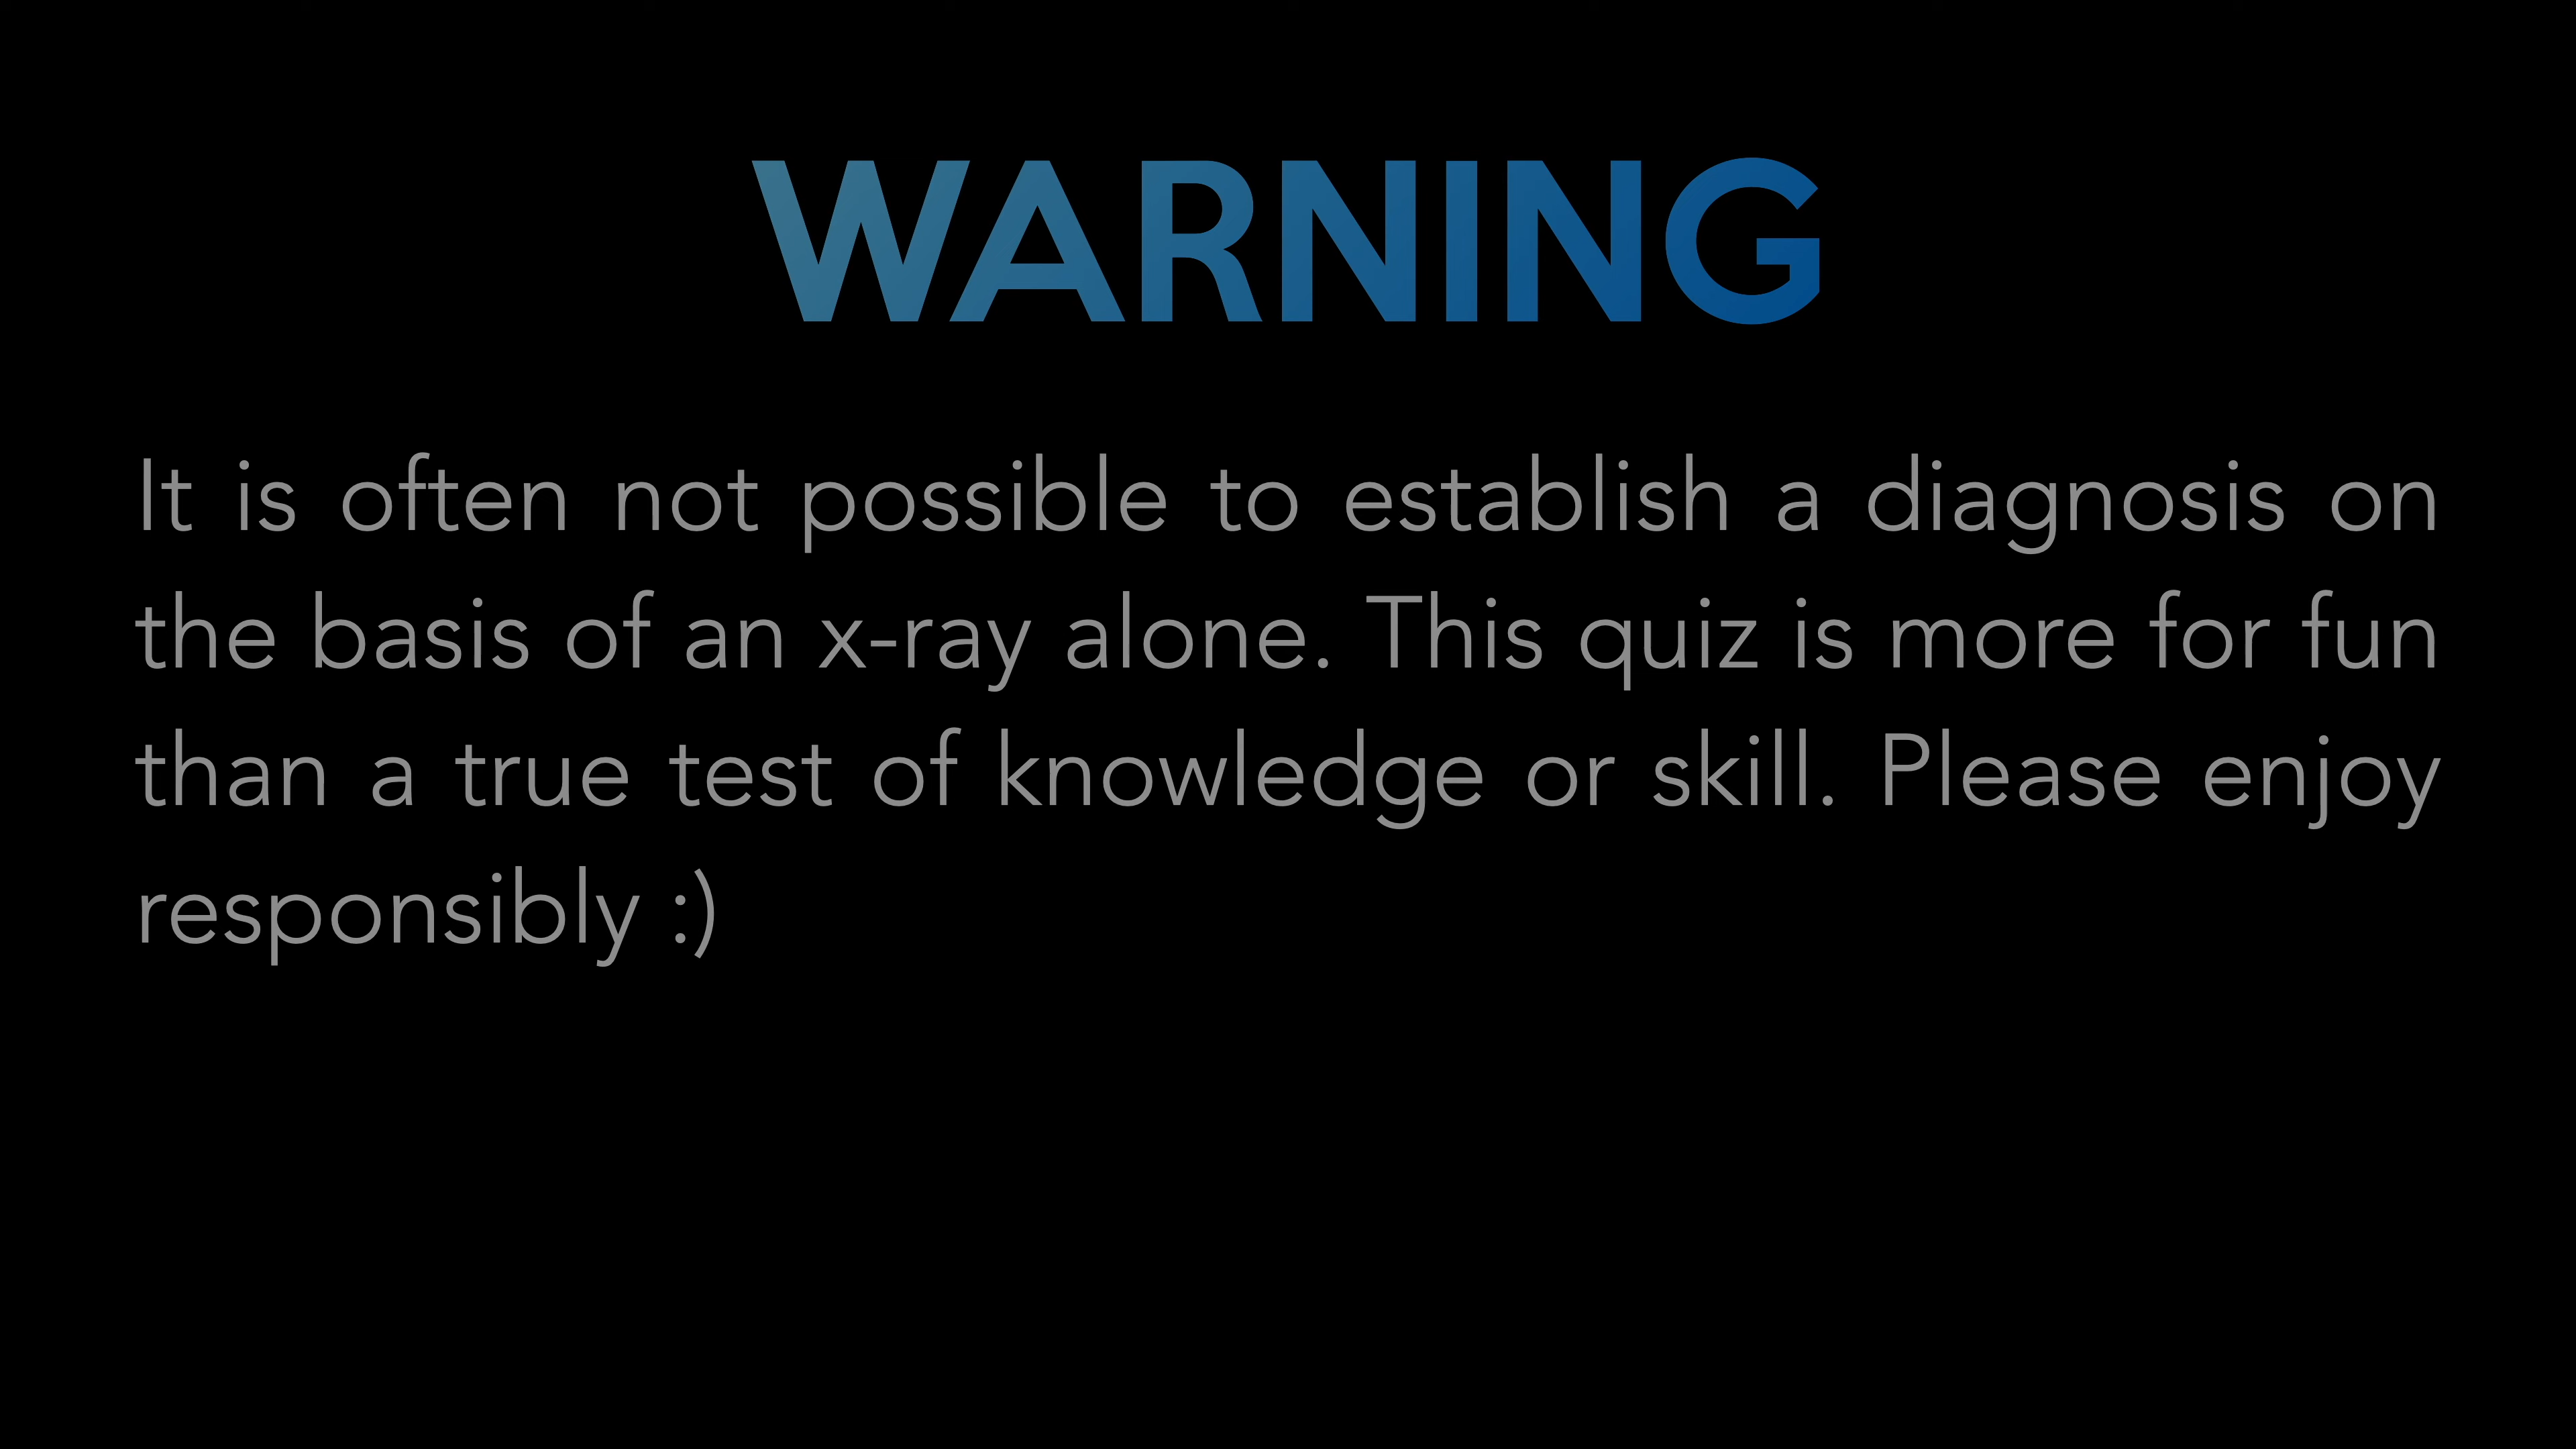 WARNING
It is often not possible to establish a diagnosis on
the basis of an x-ray alone. This quiz is more for fun
than a true test of knowledge or skill. Please enjoy
responsibly :)